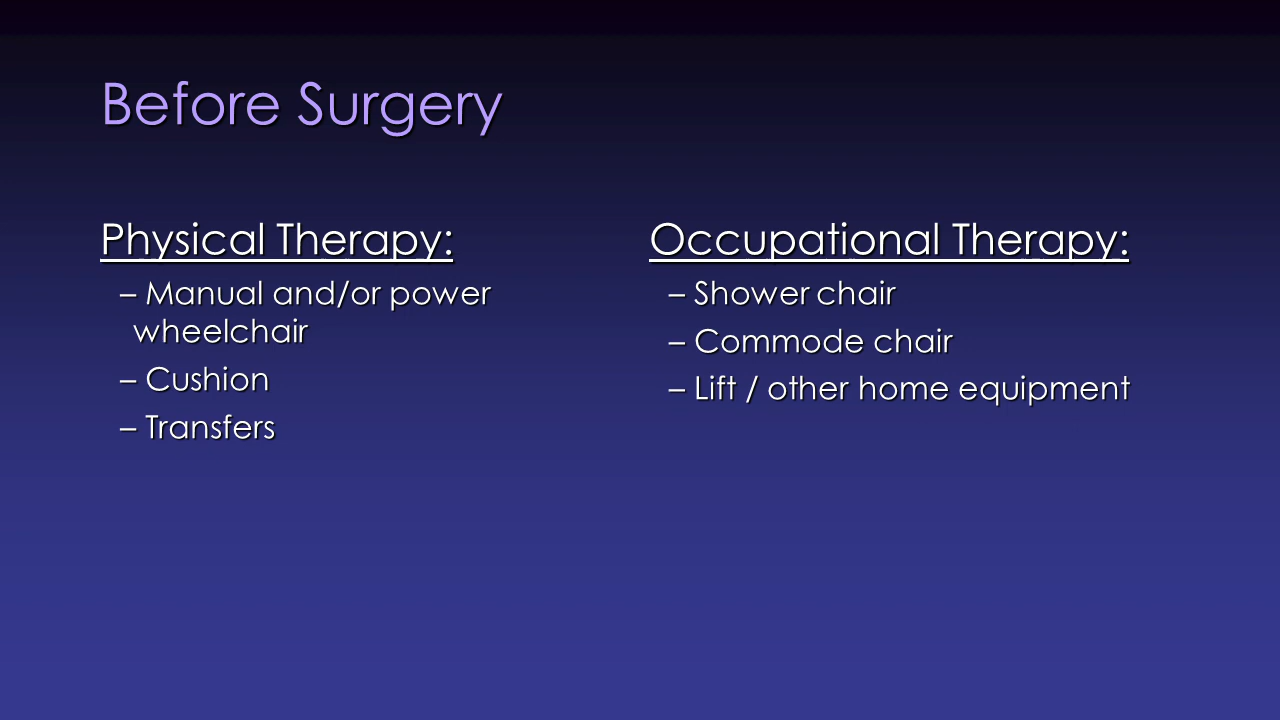 Before Surgery
Physical Therapy:
– Manual and/or power
wheelchair
– Cushion
– Transfers
Occupational Therapy:
– Shower chair
– Commode chair
– Lift / other home equipment